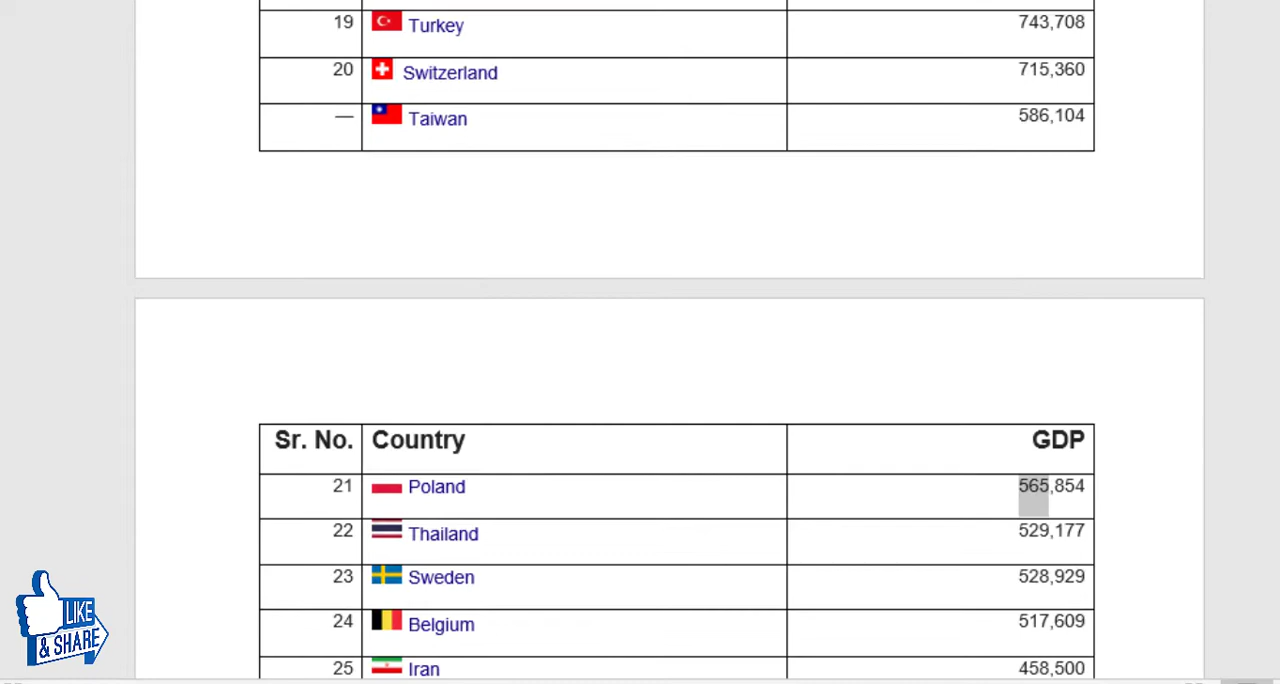 19 Turkey 743,708
20 Switzerland 715,360
— Taiwan 586,104
Sr. No. Country GDP
21 Poland 565,854
22 Thailand 529,177
23 Sweden 528,929
24 Belgium 517,609
25 Iran 458,500
LIKE
& SHARE